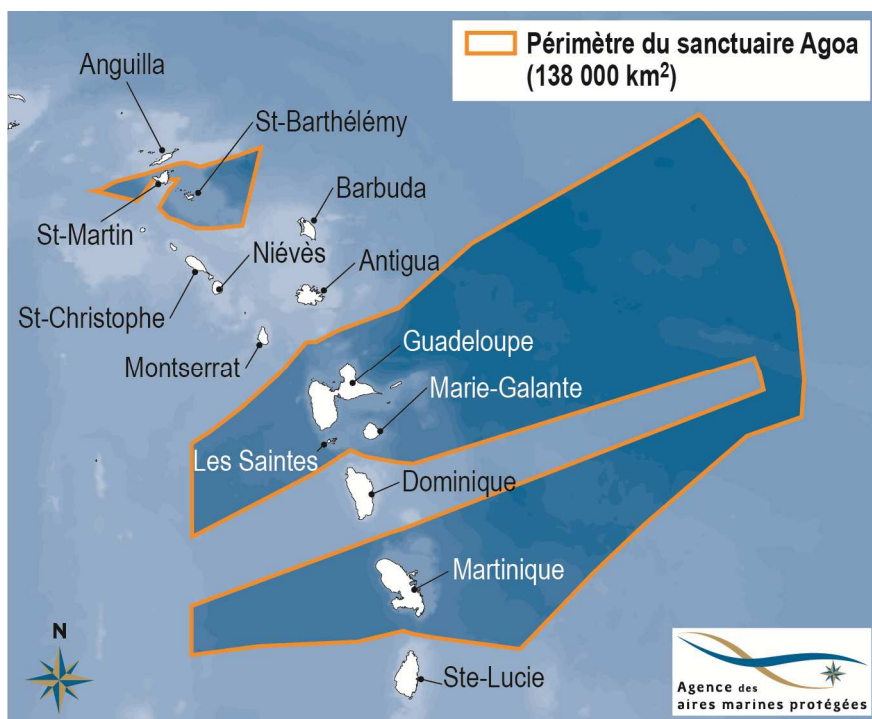 Périmètre du sanctuaire Agoa
(138 000 km²)
Anguilla
St-Barthélémy
Barbuda
St-Martin
Niévès
Antigua
St-Christophe
Guadeloupe
Montserrat
Marie-Galante
Les Saintes
Dominique
Martinique
N
Ste-Lucie
Agence des
aires marines protégées